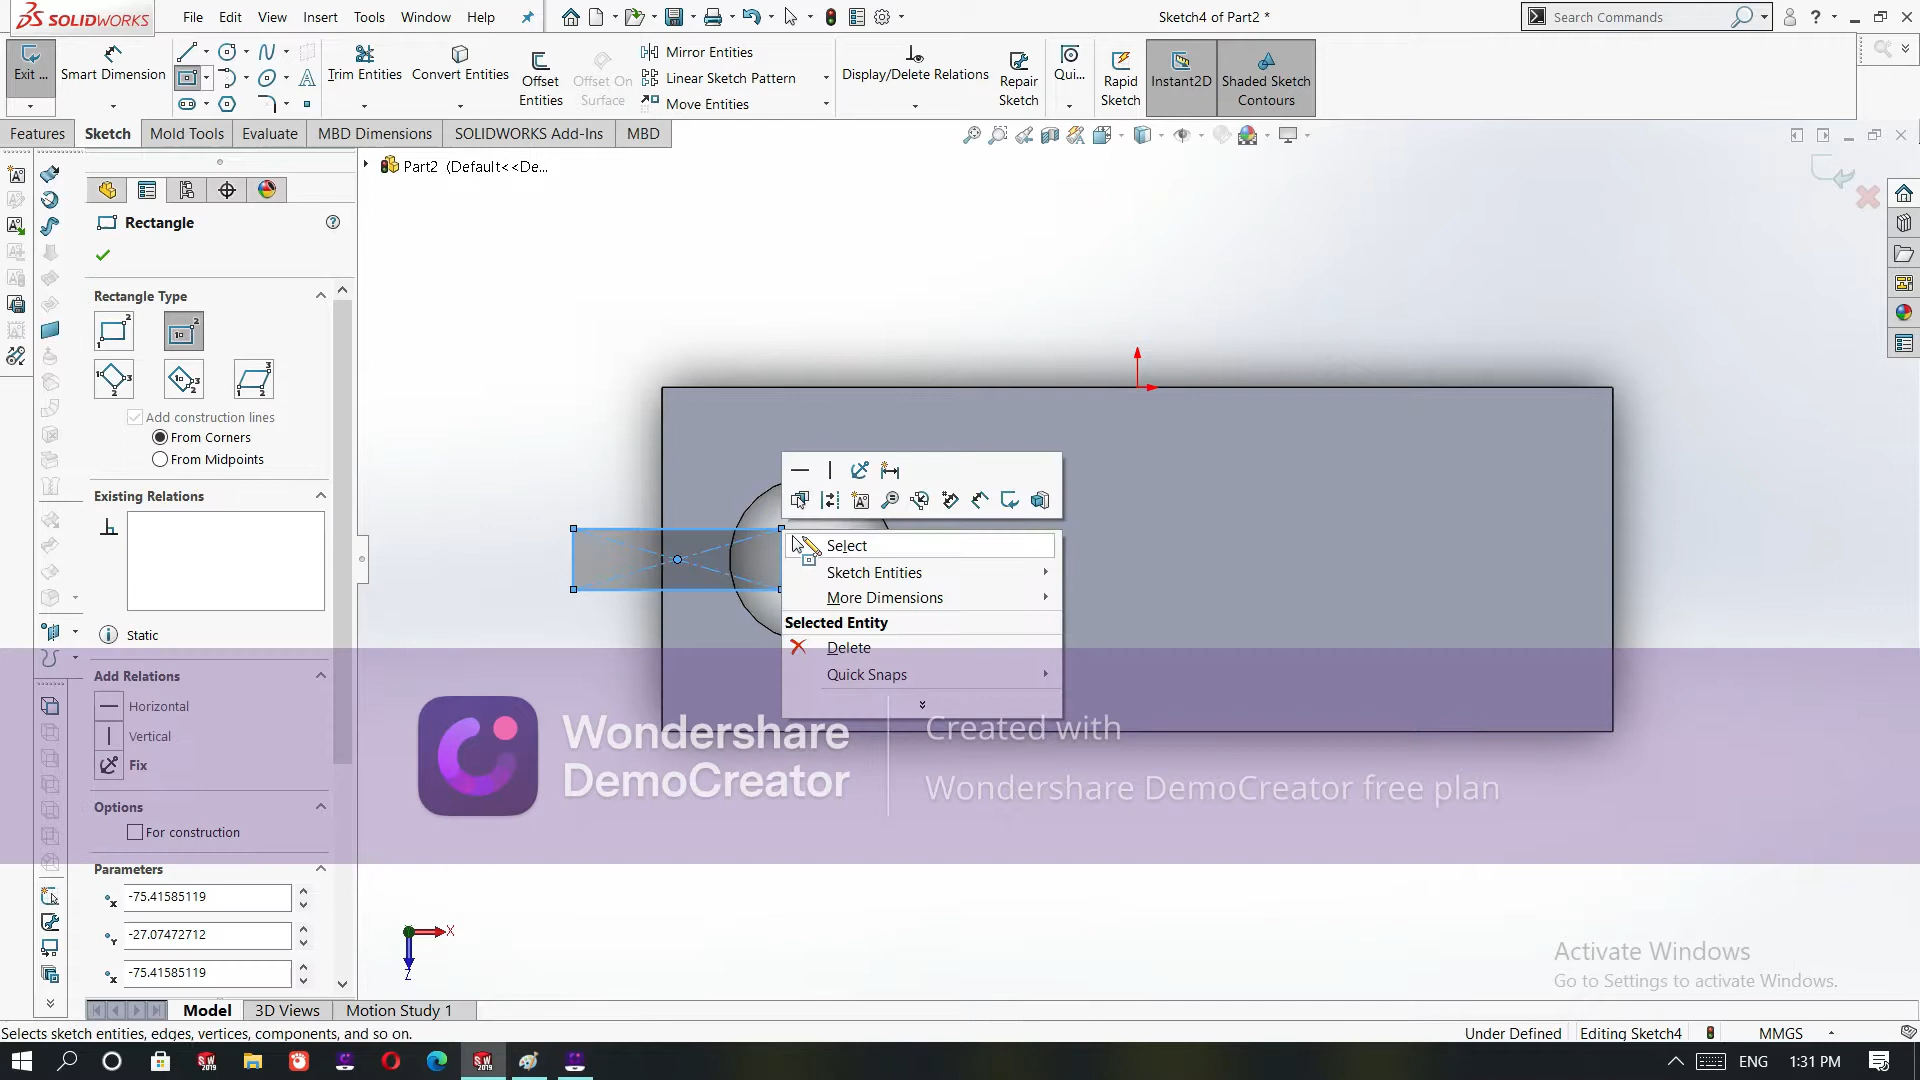 SOLIDWORKS
File
Edit
View
Insert
Tools
Window
Help
Sketch4 of Part2 *
Search Commands
Exit ...
Smart Dimension
Trim Entities
Convert Entities
Offset
Entities
Offset On
Surface
Mirror Entities
Linear Sketch Pattern
Move Entities
Display/Delete Relations
Repair
Sketch
Qui...
Rapid
Sketch
Instant2D
Shaded Sketch
Contours
Features
Sketch
Mold Tools
Evaluate
MBD Dimensions
SOLIDWORKS Add-Ins
MBD
Part2 (Default<<De...
Rectangle
Rectangle Type
Add construction lines
From Corners
From Midpoints
Existing Relations
Static
Add Relations
Horizontal
Vertical
Fix
Options
For construction
Parameters
-75.41585119
-27.07472712
-75.41585119
Select
Sketch Entities
More Dimensions
Selected Entity
Delete
Quick Snaps
Wondershare
DemoCreator
Created with
Wondershare DemoCreator free plan
X
Z
Activate Windows
Go to Settings to activate Windows.
Model
3D Views
Motion Study 1
Selects sketch entities, edges, vertices, components, and so on.
Under Defined
Editing Sketch4
MMGS
ENG
1:31 PM